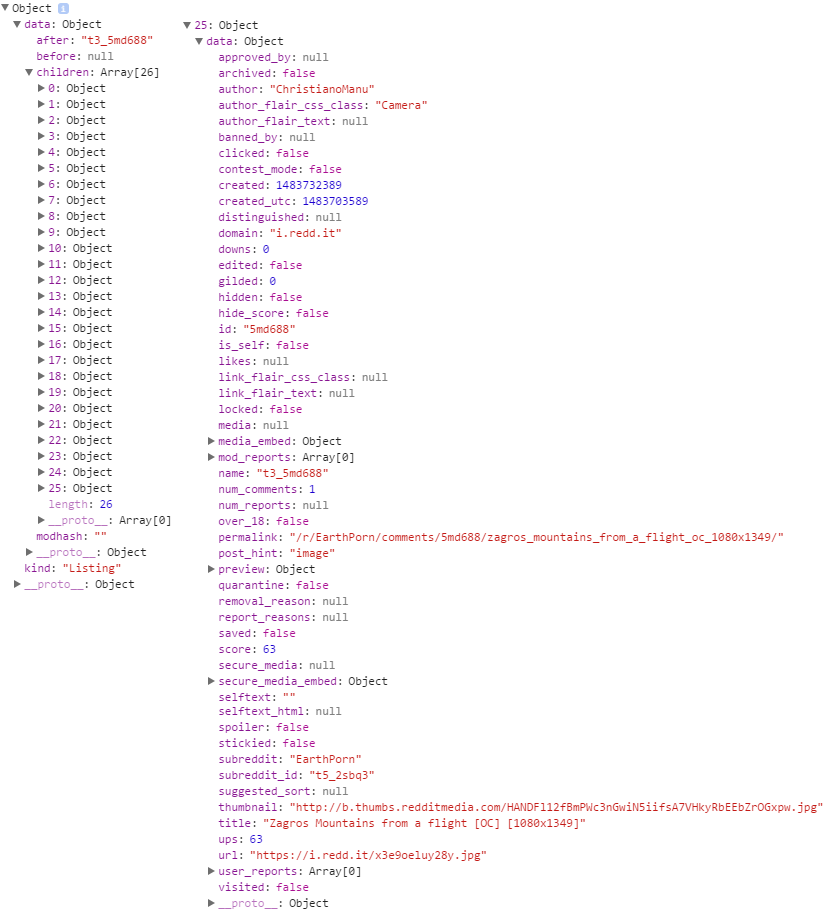 ▼Object i
▼data: Object
after: "t3_5md688"
before: null
▼children: Array[26]
▶0: Object
▶1: Object
▶2: Object
▶3: Object
▶4: Object
▶5: Object
▶6: Object
▶7: Object
▶8: Object
▶9: Object
▶10: Object
▶11: Object
▶12: Object
▶13: Object
▶14: Object
▶15: Object
▶16: Object
▶17: Object
▶18: Object
▶19: Object
▶20: Object
▶21: Object
▶22: Object
▶23: Object
▶24: Object
▶25: Object
length: 26
▶__proto__: Array[0]
modhash: ""
▶__proto__: Object
kind: "Listing"
▶__proto__: Object
▼25: Object
▼data: Object
approved_by: null
archived: false
author: "ChristianoManu"
author_flair_css_class: "Camera"
author_flair_text: null
banned_by: null
clicked: false
contest_mode: false
created: 1483732389
created_utc: 1483703589
distinguished: null
domain: "i.redd.it"
downs: 0
edited: false
gilded: 0
hidden: false
hide_score: false
id: "5md688"
is_self: false
likes: null
link_flair_css_class: null
link_flair_text: null
locked: false
media: null
▶media_embed: Object
▶mod_reports: Array[0]
name: "t3_5md688"
num_comments: 1
num_reports: null
over_18: false
permalink: "/r/EarthPorn/comments/5md688/zagros_mountains_from_a_flight_oc_1080x1349/"
post_hint: "image"
▶preview: Object
quarantine: false
removal_reason: null
report_reasons: null
saved: false
score: 63
secure_media: null
▶secure_media_embed: Object
selftext: ""
selftext_html: null
spoiler: false
stickied: false
subreddit: "EarthPorn"
subreddit_id: "t5_2sbq3"
suggested_sort: null
thumbnail: "http://b.thumbs.redditmedia.com/HANDFl12fBmPWc3nGwiN5iifsA7VHkyRbEEbZrOGxpw.jpg"
title: "Zagros Mountains from a flight [OC] [1080x1349]"
ups: 63
url: "https://i.redd.it/x3e9oeluy28y.jpg"
▶user_reports: Array[0]
visited: false
▶__proto__: Object